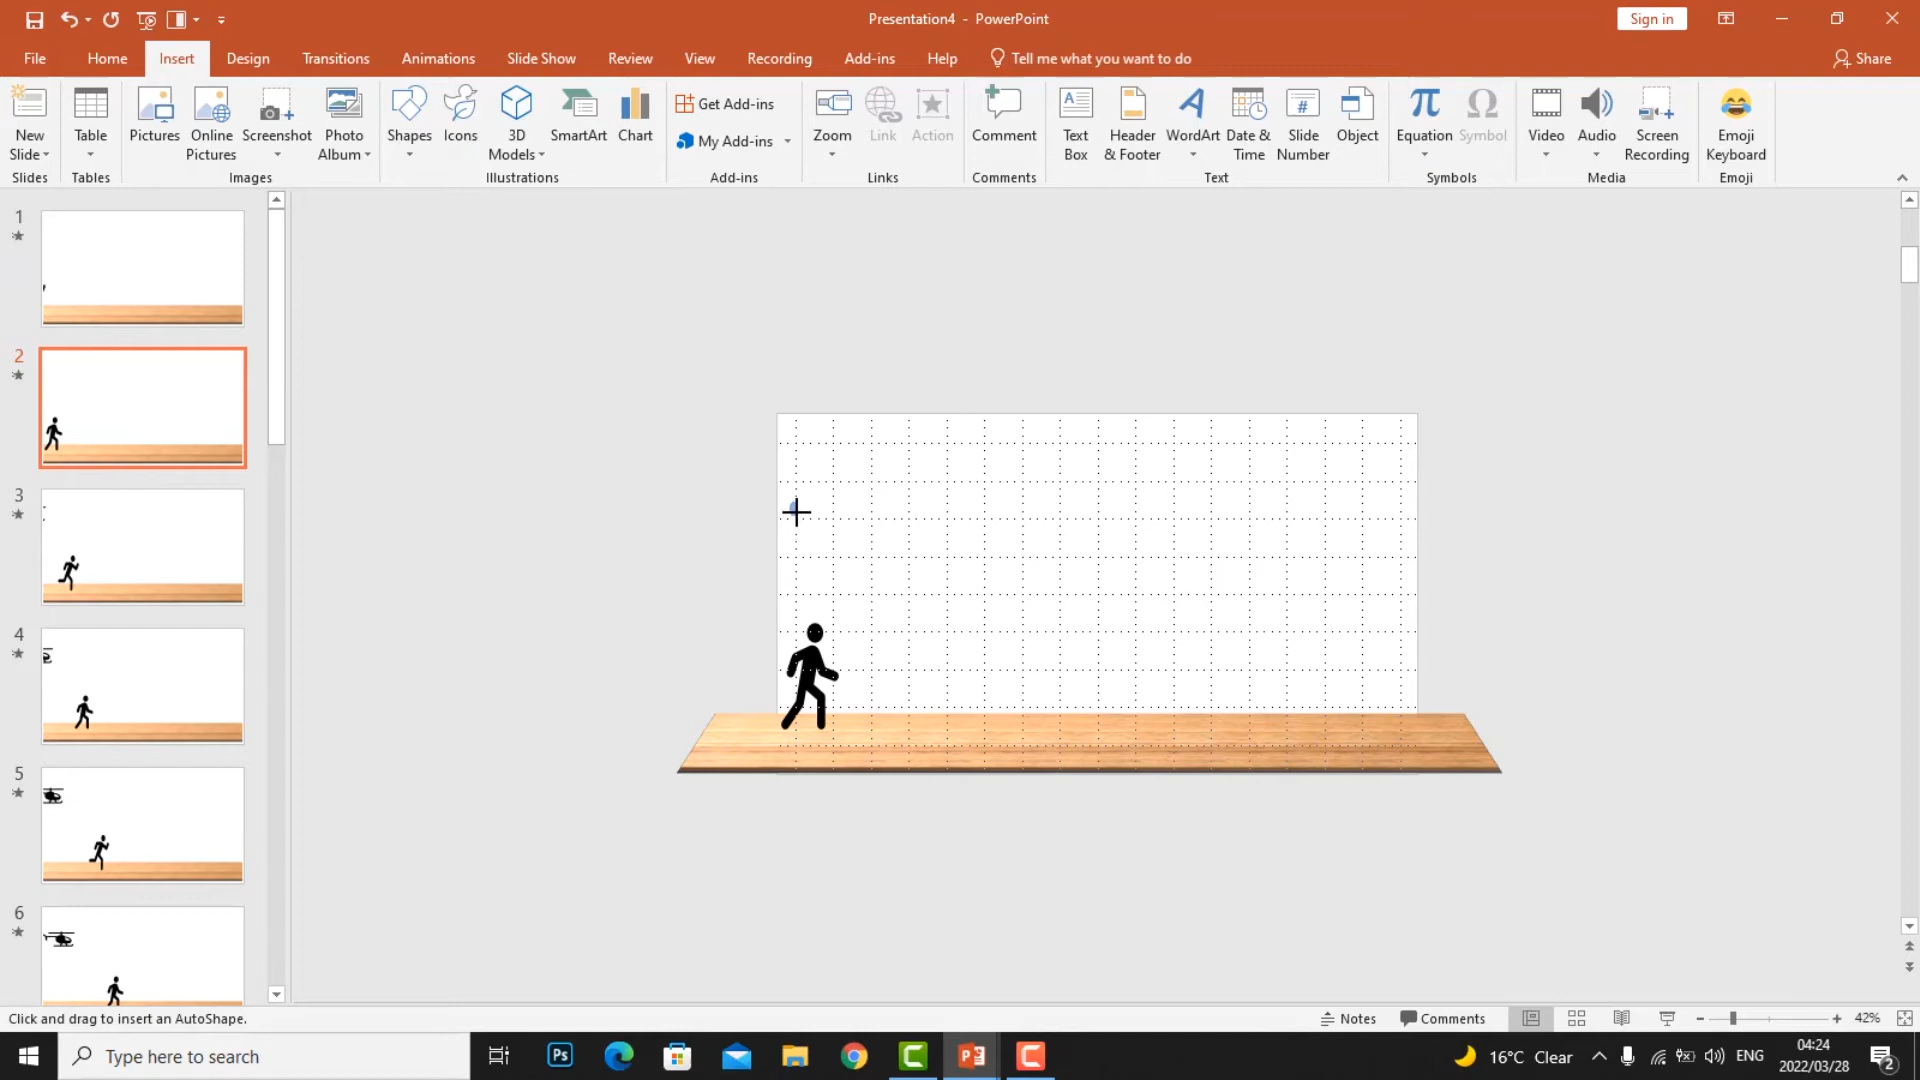 Presentation4 - PowerPoint
Sign in
File Home Insert Design Transitions Animations Slide Show Review View Recording Add-ins Help Tell me what you want to do Share
New Slide
Table
Pictures
Online Pictures
Screenshot
Photo Album
Shapes
Icons
3D Models
SmartArt
Chart
Get Add-ins
My Add-ins
Zoom
Link
Action
Comment
Text Box
Header & Footer
WordArt
Date & Time
Slide Number
Object
Equation
Symbol
Video
Audio
Screen Recording
Emoji Keyboard
Slides Tables Images Illustrations Add-ins Links Comments Text Symbols Media Emoji
1
2
3
4
5
6
Click and drag to insert an AutoShape.
Notes Comments 42%
Type here to search
Ps
16°C Clear
ENG
04:24
2022/03/28
2